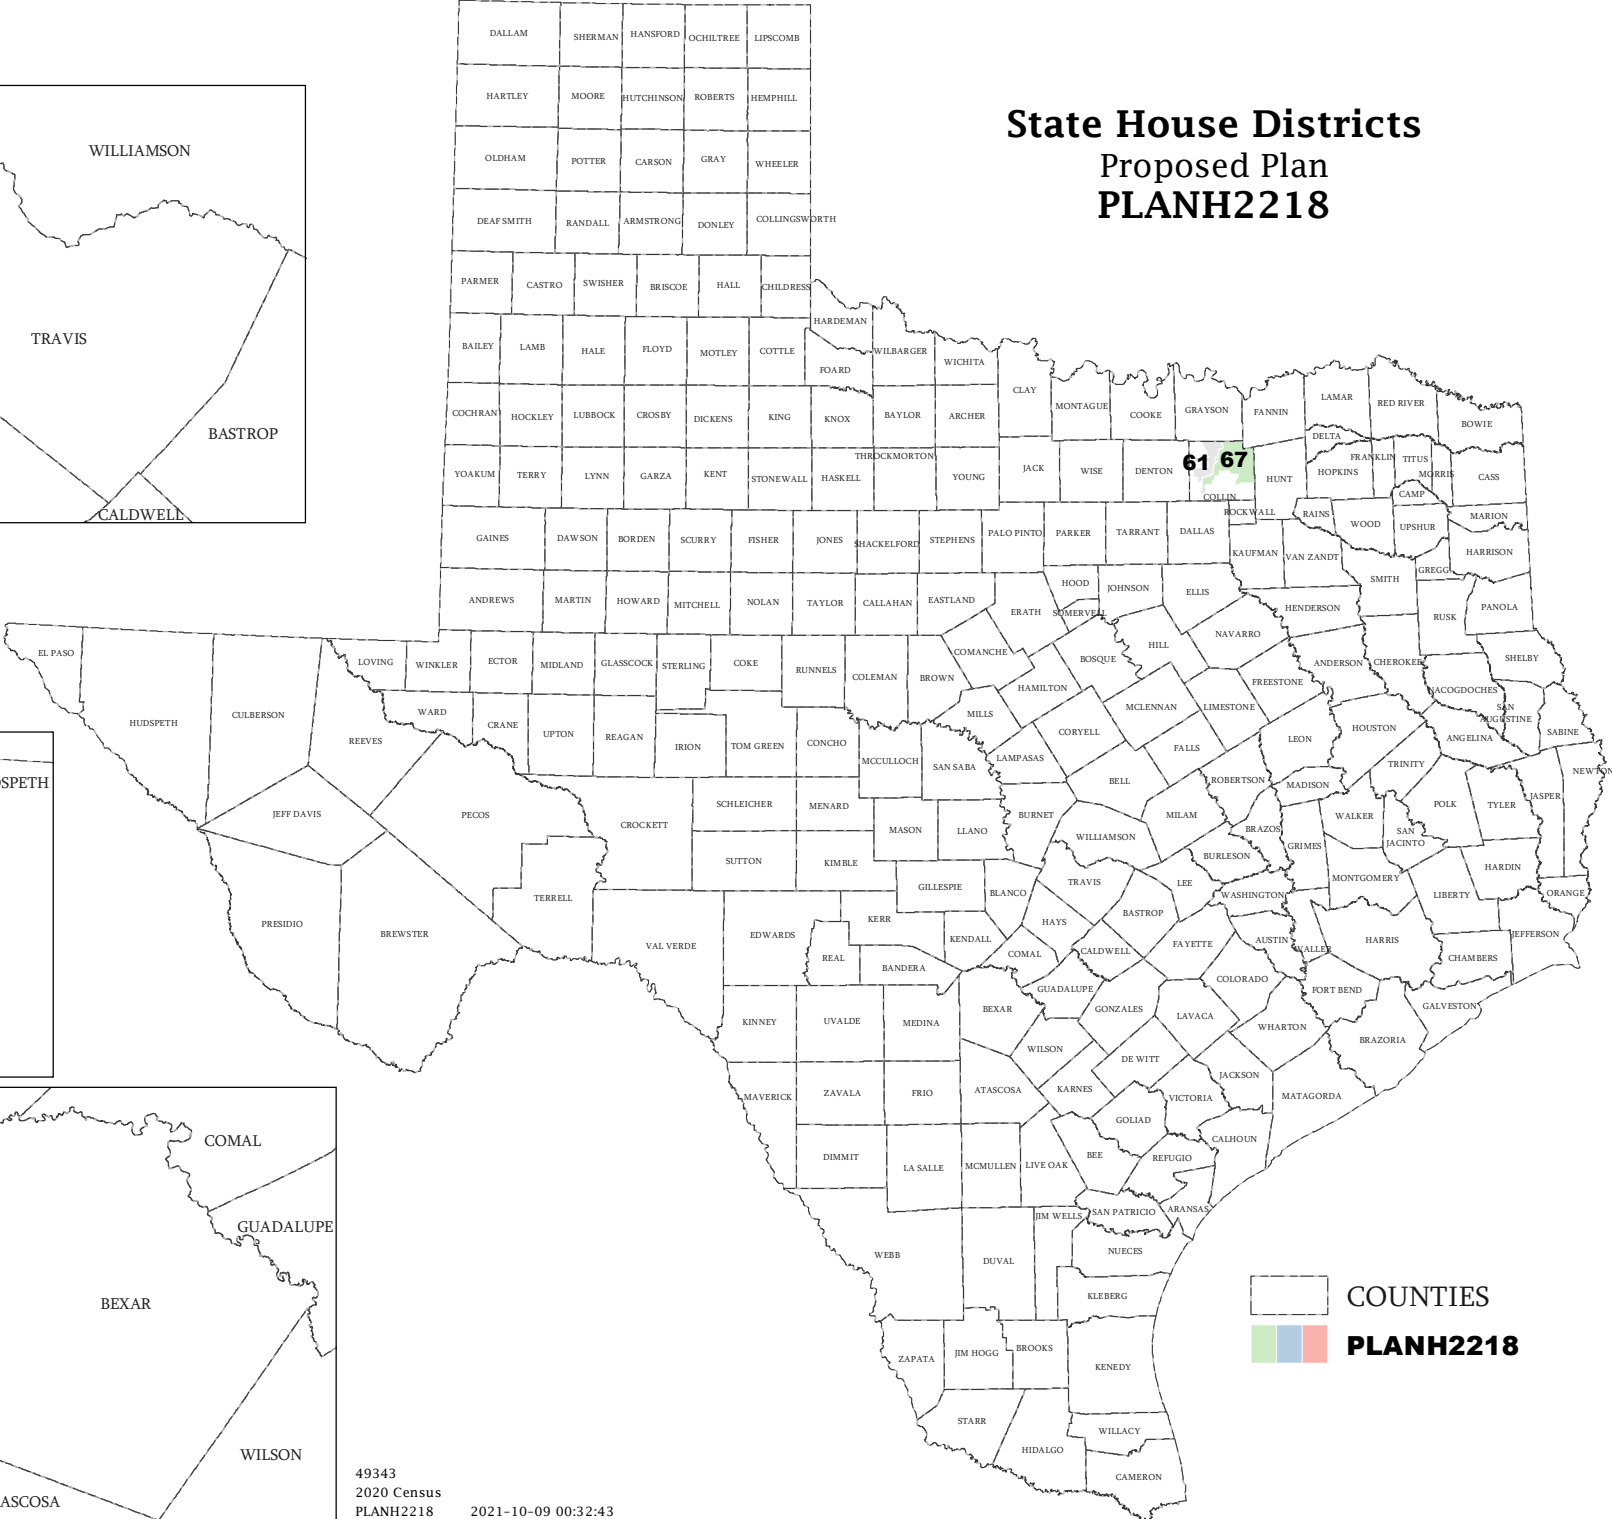 State House Districts
Proposed Plan
PLANH2218
WILLIAMSON
TRAVIS
BASTROP
CALDWELL
SPETH
COMAL
GUADALUPE
BEXAR
WILSON
ASCOSA
DALLAM
SHERMAN
HANSFORD
OCHILTREE
LIPSCOMB
HARTLEY
MOORE
HUTCHINSON
ROBERTS
HEMPHILL
OLDHAM
POTTER
CARSON
GRAY
WHEELER
DEAF SMITH
RANDALL
ARMSTRONG
DONLEY
COLLINGSWORTH
PARMER
CASTRO
SWISHER
BRISCOE
HALL
CHILDRESS
HARDEMAN
BAILEY
LAMB
HALE
FLOYD
MOTLEY
COTTLE
FOARD
WILBARGER
WICHITA
CLAY
MONTAGUE
COOKE
GRAYSON
FANNIN
LAMAR
RED RIVER
BOWIE
COCHRAN
HOCKLEY
LUBBOCK
CROSBY
DICKENS
KING
KNOX
BAYLOR
ARCHER
DELTA
YOAKUM
TERRY
LYNN
GARZA
KENT
STONEWALL
HASKELL
THROCKMORTON
YOUNG
JACK
WISE
DENTON
61
67
COLLIN
HUNT
HOPKINS
FRANKLIN
TITUS
MORRIS
CAMP
CASS
ROCKWALL
RAINS
WOOD
UPSHUR
MARION
GAINES
DAWSON
BORDEN
SCURRY
FISHER
JONES
SHACKELFORD
STEPHENS
PALO PINTO
PARKER
TARRANT
DALLAS
KAUFMAN
VAN ZANDT
SMITH
GREGG
HARRISON
ANDREWS
MARTIN
HOWARD
MITCHELL
NOLAN
TAYLOR
CALLAHAN
EASTLAND
ERATH
HOOD
SOMERVELL
JOHNSON
ELLIS
HENDERSON
RUSK
PANOLA
EL PASO
HUDSPETH
CULBERSON
LOVING
WINKLER
ECTOR
MIDLAND
GLASSCOCK
STERLING
COKE
RUNNELS
COLEMAN
BROWN
COMANCHE
HAMILTON
BOSQUE
HILL
NAVARRO
FREESTONE
ANDERSON
CHEROKEE
NACOGDOCHES
SHELBY
SAN
AUGUSTINE
SABINE
REEVES
WARD
CRANE
UPTON
REAGAN
IRION
TOM GREEN
CONCHO
MCCULLOCH
SAN SABA
MILLS
LAMPASAS
CORYELL
MCLENNAN
LIMESTONE
FALLS
LEON
HOUSTON
ANGELINA
TRINITY
NEWTON
JASPER
TYLER
POLK
JEFF DAVIS
PECOS
CROCKETT
SCHLEICHER
MENARD
MASON
LLANO
BURNET
BELL
WILLIAMSON
MILAM
ROBERTSON
MADISON
BRAZOS
GRIMES
WALKER
SAN
JACINTO
HARDIN
SUTTON
KIMBLE
GILLESPIE
BLANCO
TRAVIS
LEE
BURLESON
WASHINGTON
MONTGOMERY
LIBERTY
ORANGE
PRESIDIO
BREWSTER
TERRELL
VAL VERDE
EDWARDS
REAL
KERR
BANDERA
KENDALL
COMAL
HAYS
CALDWELL
BASTROP
FAYETTE
AUSTIN
WALLER
HARRIS
CHAMBERS
JEFFERSON
KINNEY
UVALDE
MEDINA
BEXAR
GUADALUPE
GONZALES
LAVACA
COLORADO
FORT BEND
GALVESTON
WHARTON
BRAZORIA
WILSON
DE WITT
MAVERICK
ZAVALA
FRIO
ATASCOSA
KARNES
GOLIAD
VICTORIA
JACKSON
MATAGORDA
CALHOUN
DIMMIT
LA SALLE
MCMULLEN
LIVE OAK
BEE
REFUGIO
ARANSAS
SAN PATRICIO
JIM WELLS
WEBB
DUVAL
NUECES
KLEBERG
ZAPATA
JIM HOGG
BROOKS
KENEDY
STARR
HIDALGO
WILLACY
CAMERON
COUNTIES
PLANH2218
49343
2020 Census
PLANH2218 2021-10-09 00:32:43